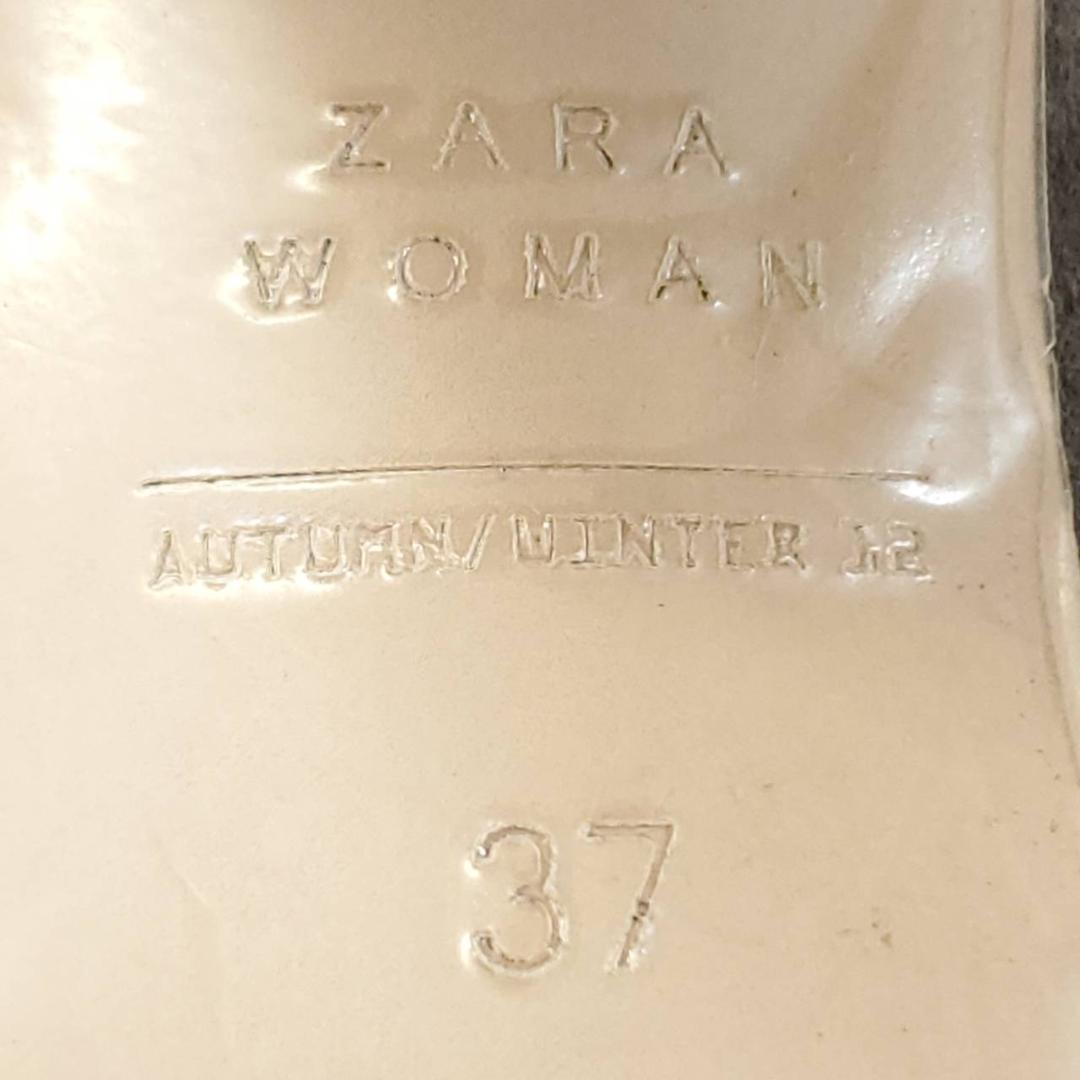 ZARA
WOMAN
AUTUMN/WINTER 12
37